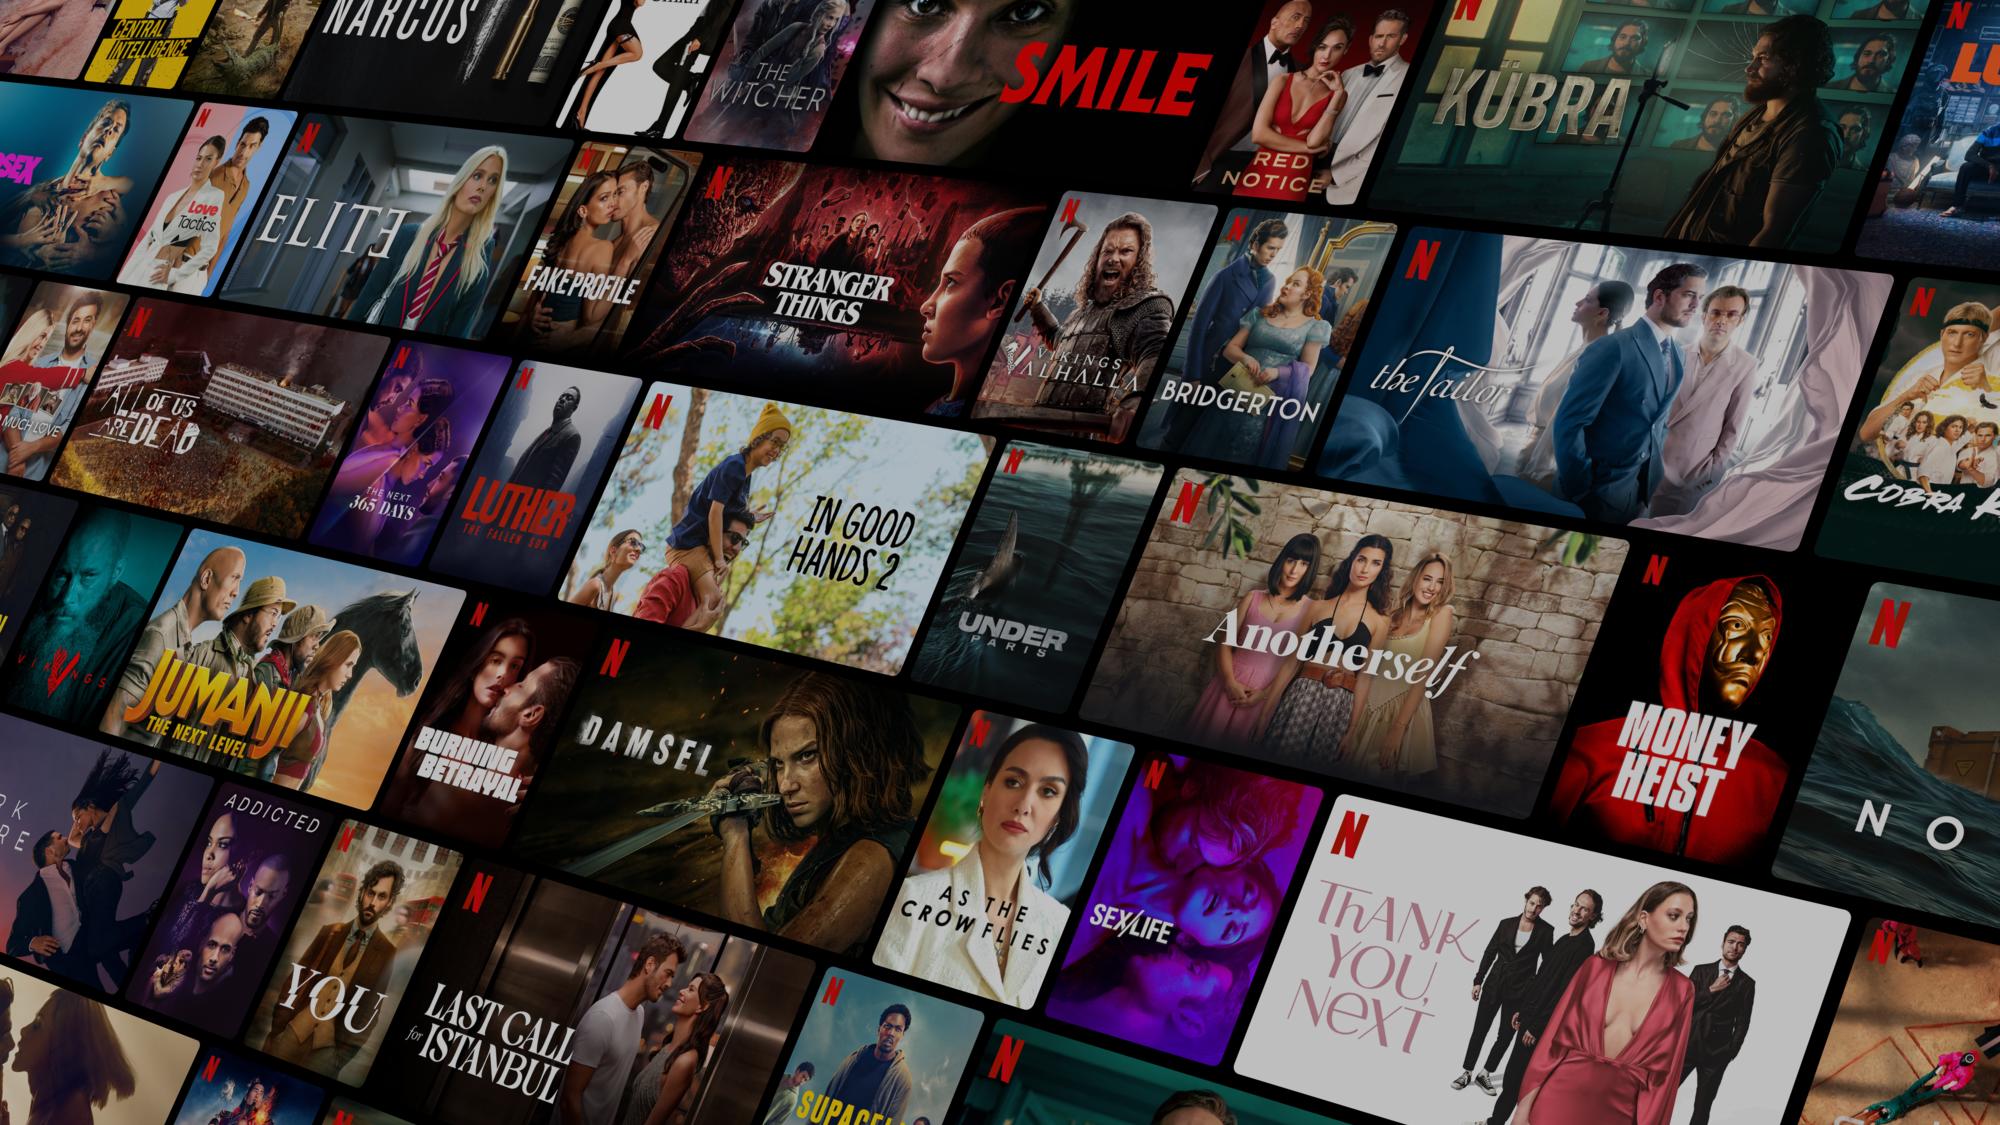 CENTRAL
INTELLIGENCE
NARCOS
THE
WITCHER
SMILE
RED
NOTICE
KÜBRA
Love
Tactics
ELITE
FAKE PROFILE
STRANGER
THINGS
VIKINGS
VALHALLA
BRIDGERTON
the Tailor
COBRA
MUCH LOVE
ALL OF US
ARE DEAD
THE NEXT
365 DAYS
LUTHER
THE FALLEN SUN
IN GOOD
HANDS 2
UNDER
PARIS
Anotherself
MONEY
HEIST
N O
VIKINGS
JUMANJI
THE NEXT LEVEL
BURNING
BETRAYAL
DAMSEL
AS THE
CROW FLIES
SEX/LIFE
THANK
YOU,
NEXT
ADDICTED
YOU
LAST CALL
for ISTANBUL